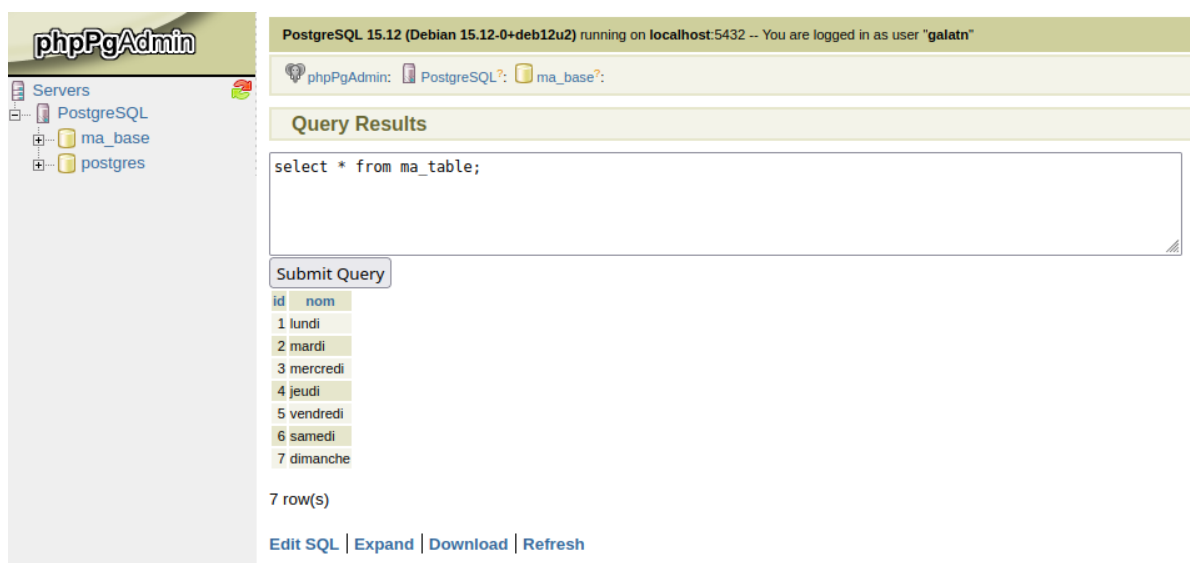 phpPgAdmin
Servers
PostgreSQL
ma_base
postgres
PostgreSQL 15.12 (Debian 15.12-0+deb12u2) running on localhost:5432 -- You are logged in as user "galatn"
phpPgAdmin: PostgreSQL?: ma_base?:
Query Results
select * from ma_table;
Submit Query
id nom
1 lundi
2 mardi
3 mercredi
4 jeudi
5 vendredi
6 samedi
7 dimanche
7 row(s)
Edit SQL | Expand | Download | Refresh